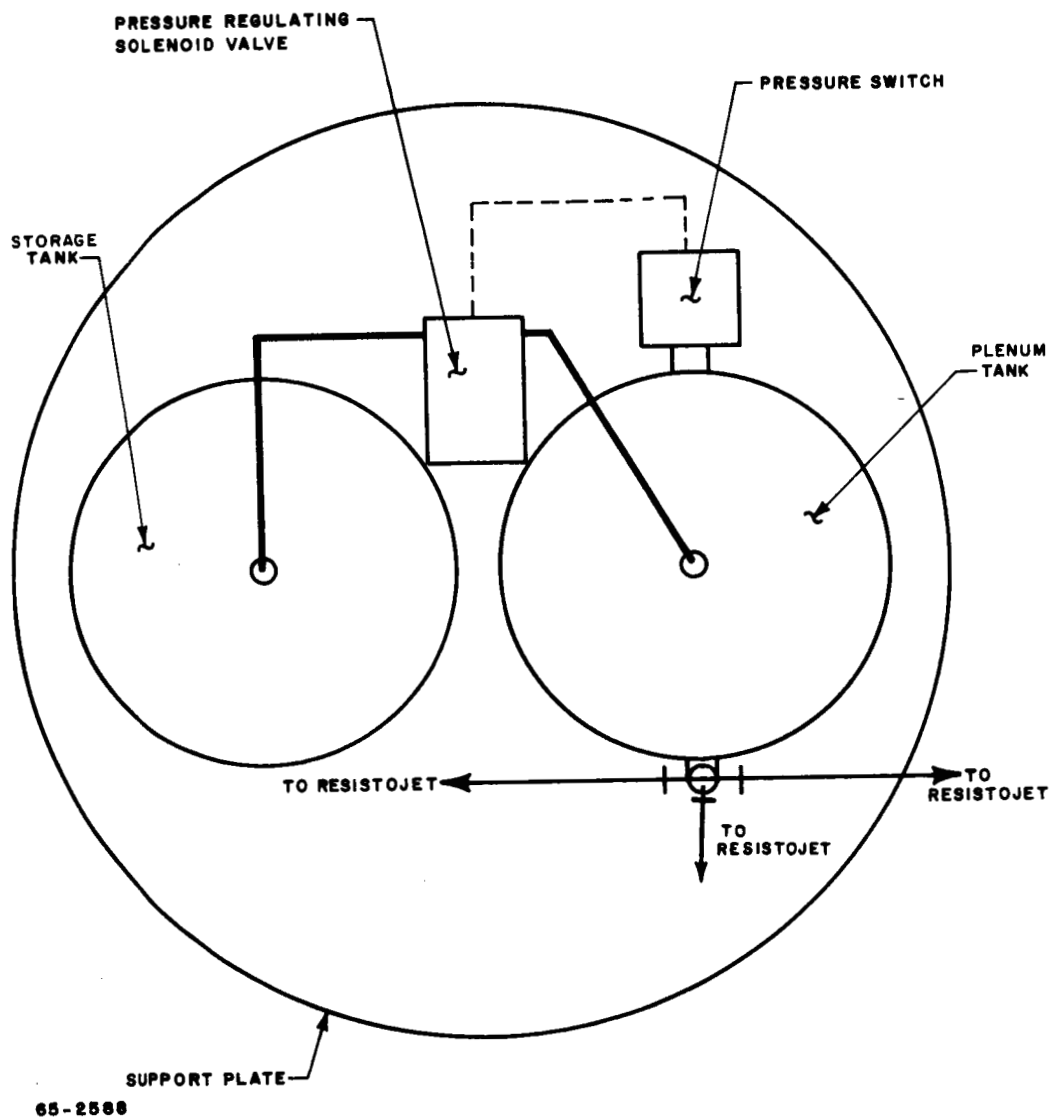 PRESSURE REGULATING
SOLENOID VALVE
PRESSURE SWITCH
STORAGE
TANK
PLENUM
TANK
TO RESISTOJET
TO
RESISTOJET
TO
RESISTOJET
SUPPORT PLATE
65-2588